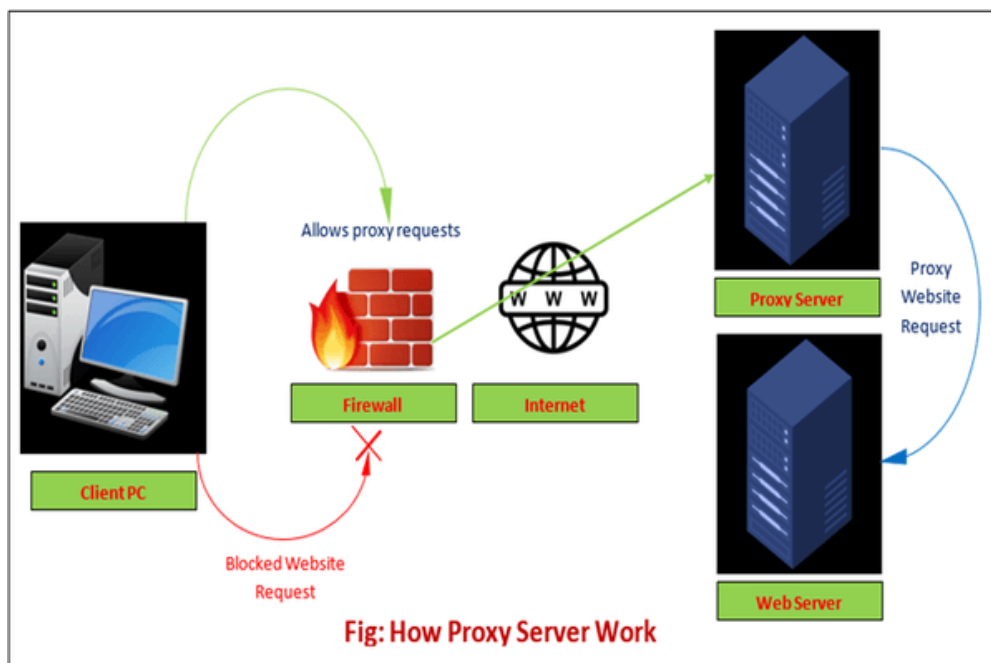 Allows proxy requests
W W W
Proxy Server
Proxy
Website
Request
Firewall
Internet
Client PC
Blocked Website
Request
Web Server
Fig: How Proxy Server Work